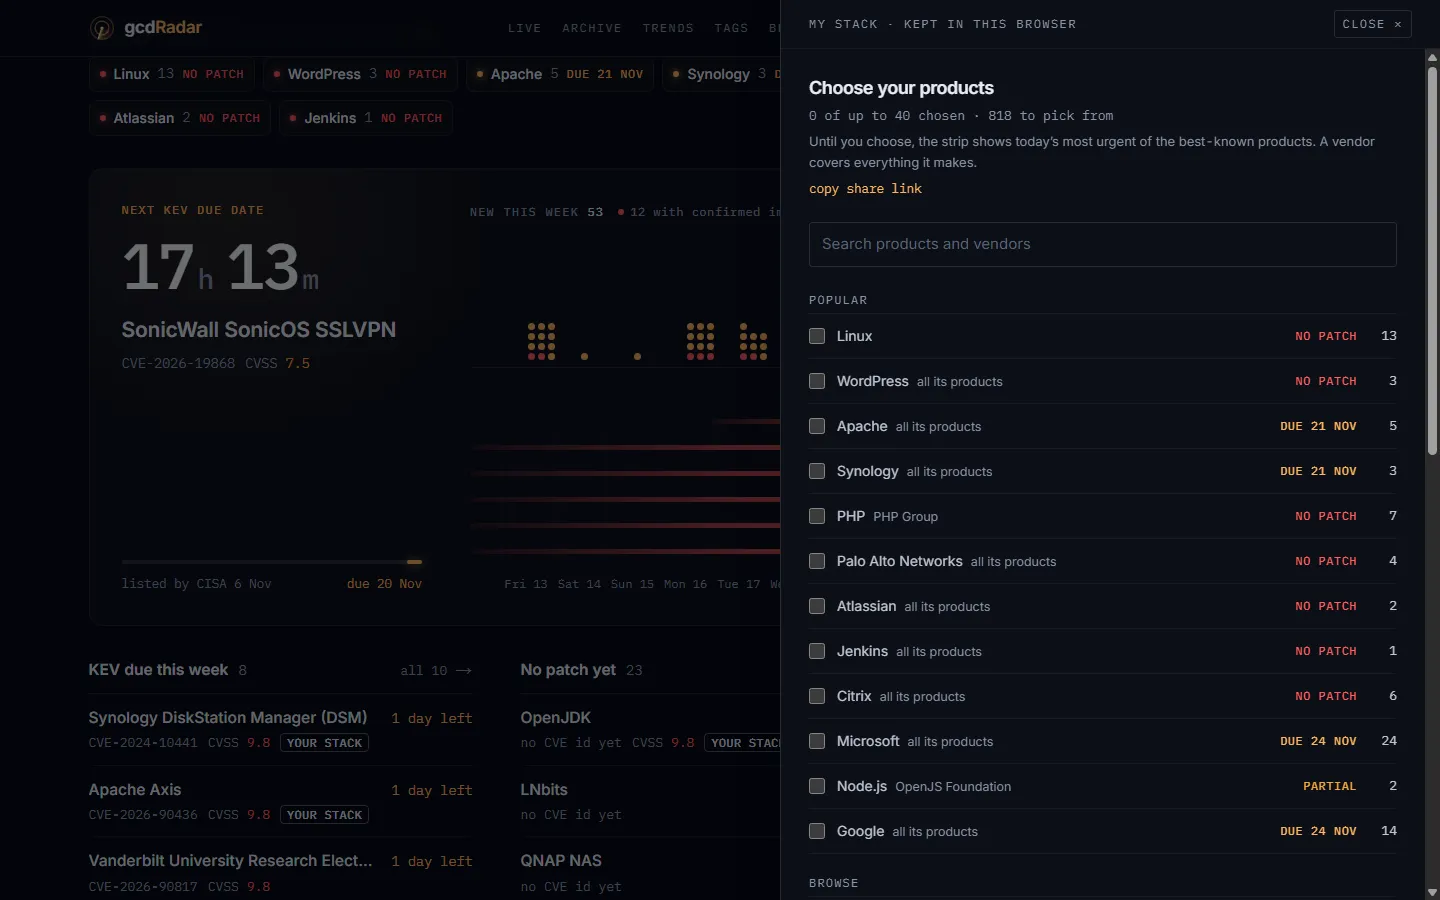 gcdRadar
LIVE ARCHIVE TRENDS TAGS
Linux 13 NO PATCH
WordPress 3 NO PATCH
Apache 5 DUE 21 NOV
Synology 3
Atlassian 2 NO PATCH
Jenkins 1 NO PATCH
NEXT KEV DUE DATE
17h 13m
SonicWall SonicOS SSLVPN
CVE-2026-19868 CVSS 7.5
listed by CISA 6 Nov due 20 Nov
NEW THIS WEEK 53 12 with confirmed
Fri 13 Sat 14 Sun 15 Mon 16 Tue 17
KEV due this week 8 all 10 →
Synology DiskStation Manager (DSM) 1 day left
CVE-2024-10441 CVSS 9.8 YOUR STACK
Apache Axis 1 day left
CVE-2026-90436 CVSS 9.8 YOUR STACK
Vanderbilt University Research Elect... 1 day left
CVE-2026-90817 CVSS 9.8
No patch yet 23
OpenJDK
no CVE id yet CVSS 9.8 YOUR
LNbits
no CVE id yet
QNAP NAS
no CVE id yet
MY STACK · KEPT IN THIS BROWSER
CLOSE ×
Choose your products
0 of up to 40 chosen · 818 to pick from
Until you choose, the strip shows today's most urgent of the best-known products. A vendor
covers everything it makes.
copy share link
Search products and vendors
POPULAR
Linux NO PATCH 13
WordPress all its products NO PATCH 3
Apache all its products DUE 21 NOV 5
Synology all its products DUE 21 NOV 3
PHP PHP Group NO PATCH 7
Palo Alto Networks all its products NO PATCH 4
Atlassian all its products NO PATCH 2
Jenkins all its products NO PATCH 1
Citrix all its products NO PATCH 6
Microsoft all its products DUE 24 NOV 24
Node.js OpenJS Foundation PARTIAL 2
Google all its products DUE 24 NOV 14
BROWSE